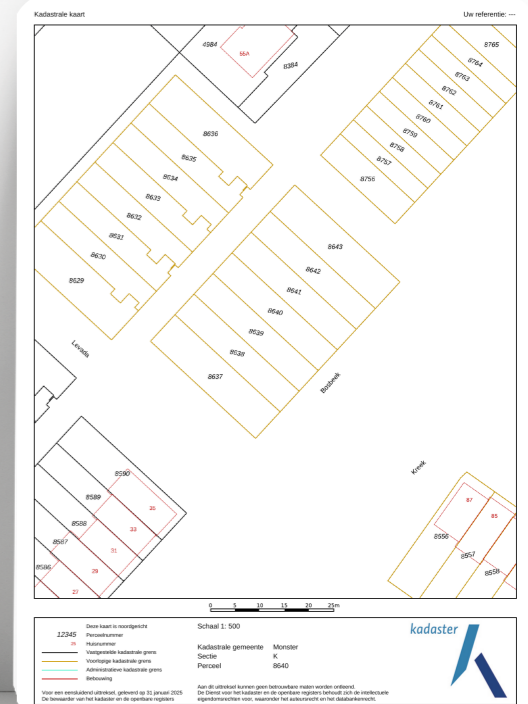 Kadastrale kaart
Uw referentie: ---
4984
55A
8384
8765
8764
8763
8762
8761
8760
8759
8758
8757
8756
8636
8635
8634
8633
8632
8631
8630
8629
8643
8642
8641
8640
8639
8638
8637
Levada
Bosbeek
Kreek
8590
8589
8588
8587
8586
35
33
31
29
27
87
85
8556
8557
8558
0 5 10 15 20 25m
Deze kaart is noordgericht
12345 Perceelnummer
25 Huisnummer
Vastgestelde kadastrale grens
Voorlopige kadastrale grens
Administratieve kadastrale grens
Bebouwing
Voor een eensluidend uittreksel, geleverd op 31 januari 2025
De bewaarder van het kadaster en de openbare registers
Schaal 1: 500
Kadastrale gemeente Monster
Sectie K
Perceel 8640
Aan dit uittreksel kunnen geen betrouwbare maten worden ontleend.
De Dienst voor het kadaster en de openbare registers behoudt zich de intellectuele
eigendomsrechten voor, waaronder het auteursrecht en het databankenrecht.
kadaster